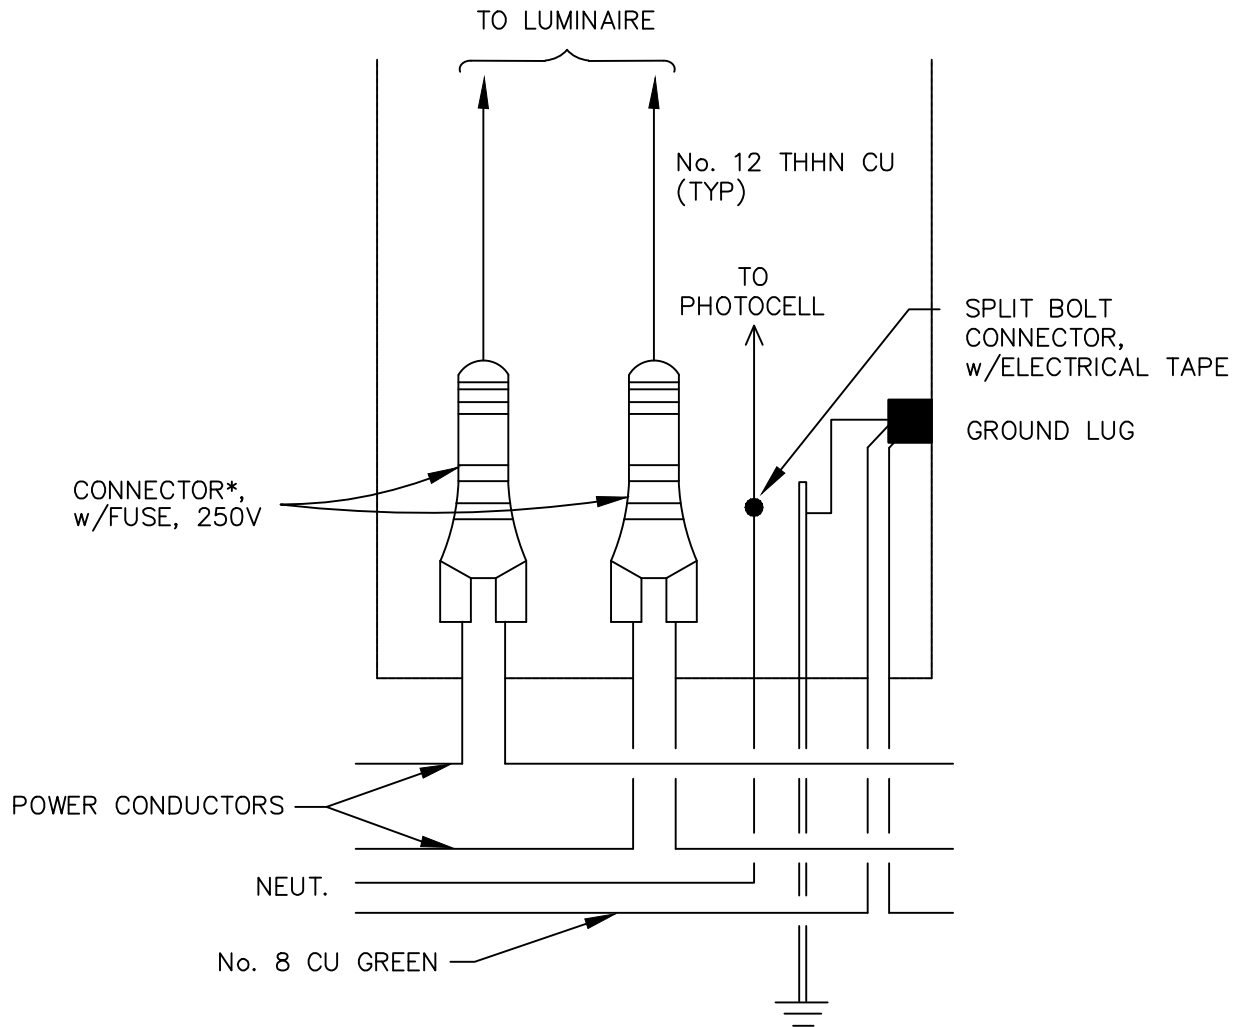 TO LUMINAIRE
No. 12 THHN CU
(TYP)
TO
PHOTOCELL
SPLIT BOLT
CONNECTOR,
w/ELECTRICAL TAPE
GROUND LUG
CONNECTOR*,
w/FUSE, 250V
POWER CONDUCTORS
NEUT.
No. 8 CU GREEN